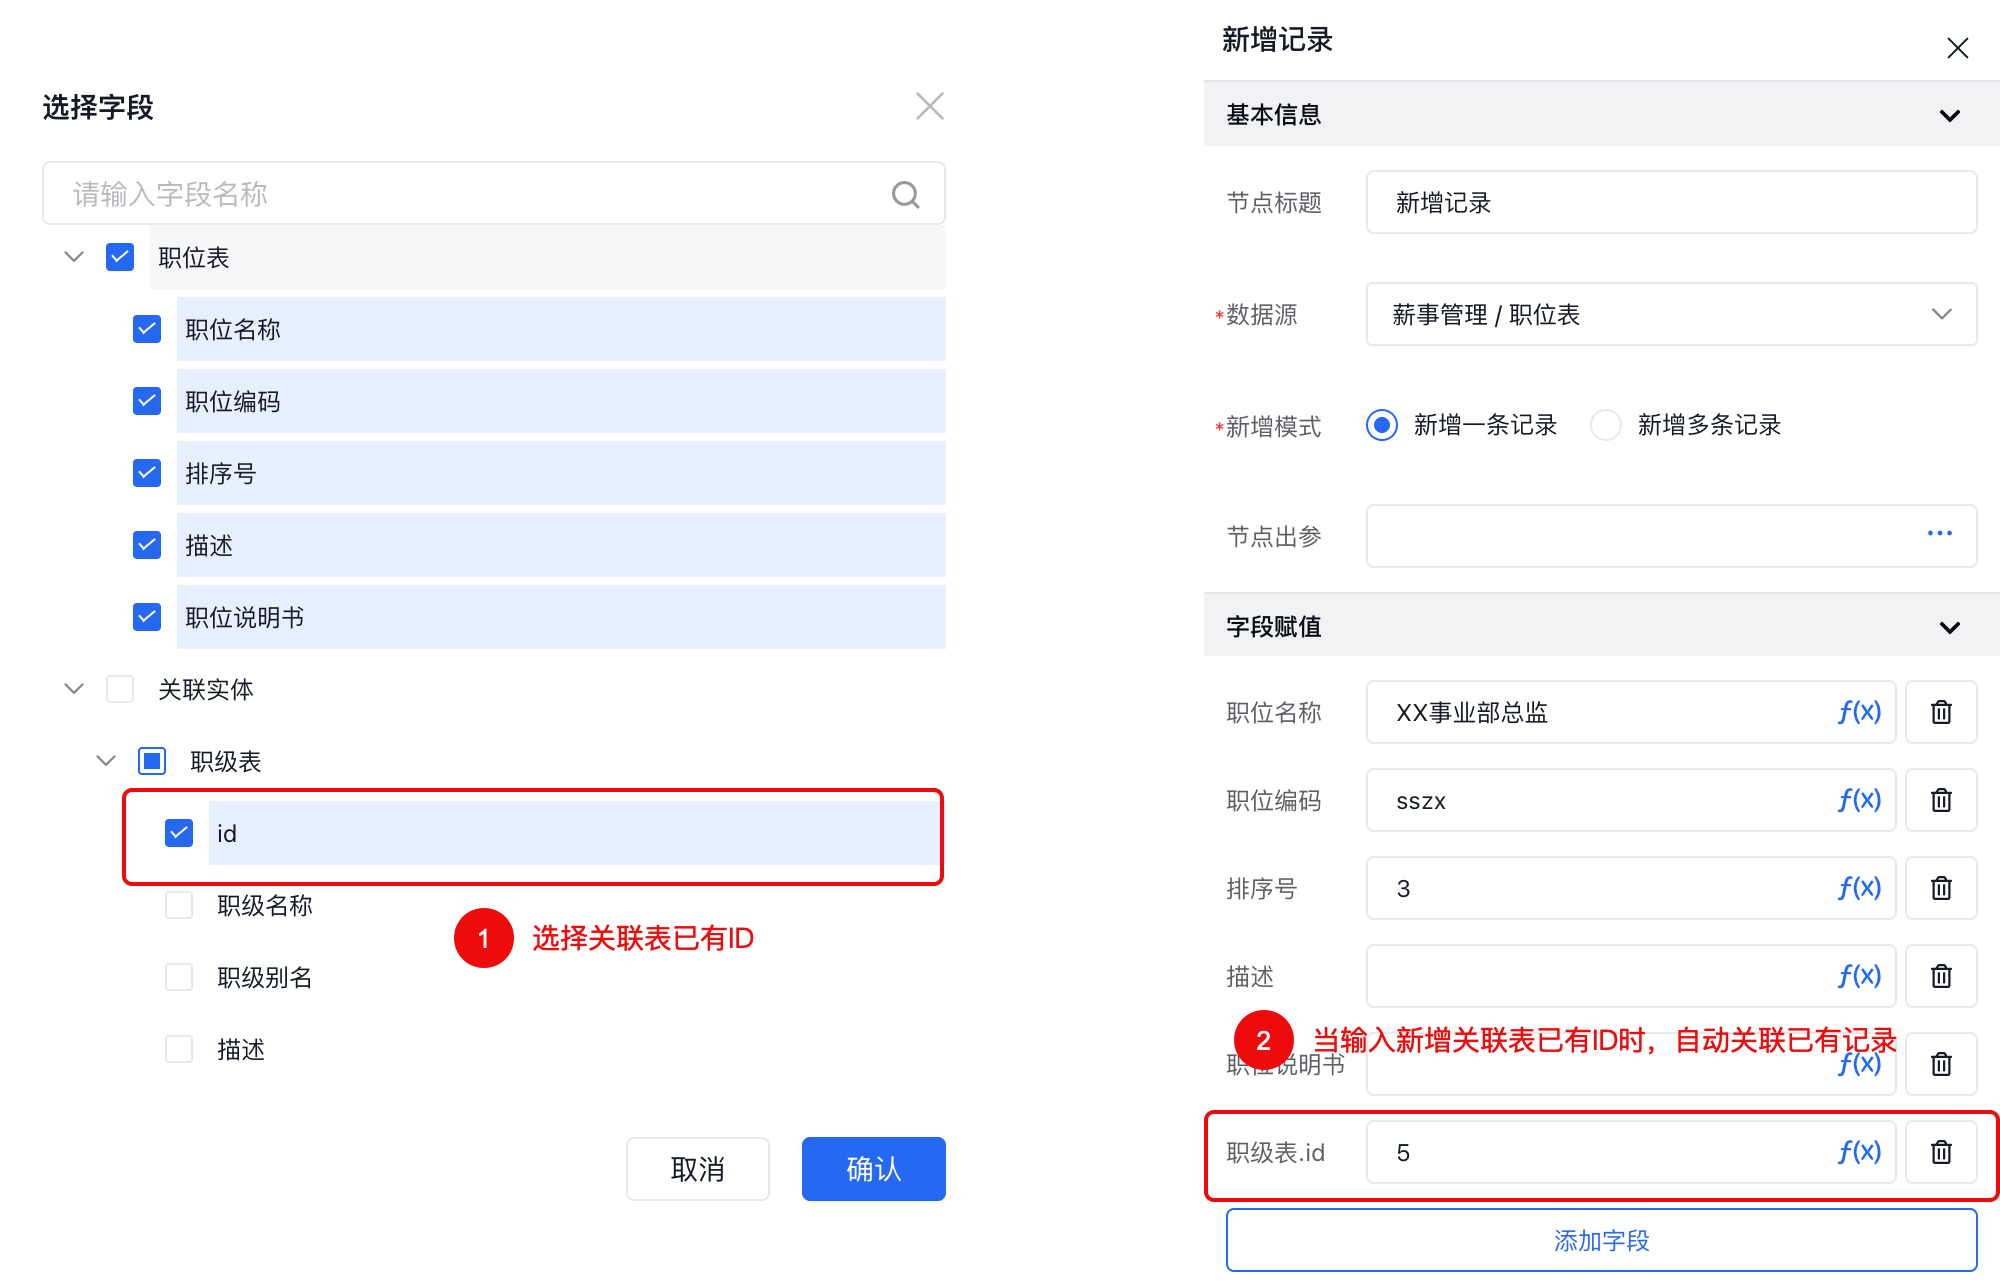 选择字段
请输入字段名称
职位表
职位名称
职位编码
排序号
描述
职位说明书
关联实体
职级表
id
职级名称
1 选择关联表已有ID
职级别名
描述
取消 确认
新增记录
基本信息
节点标题 新增记录
*数据源 薪事管理 / 职位表
*新增模式 新增一条记录 新增多条记录
节点出参 ...
字段赋值
职位名称 XX事业部总监 f(x)
职位编码 sszx f(x)
排序号 3 f(x)
描述 f(x)
2 当输入新增关联表已有ID时，自动关联已有记录
职位说明书 f(x)
职级表.id 5 f(x)
添加字段